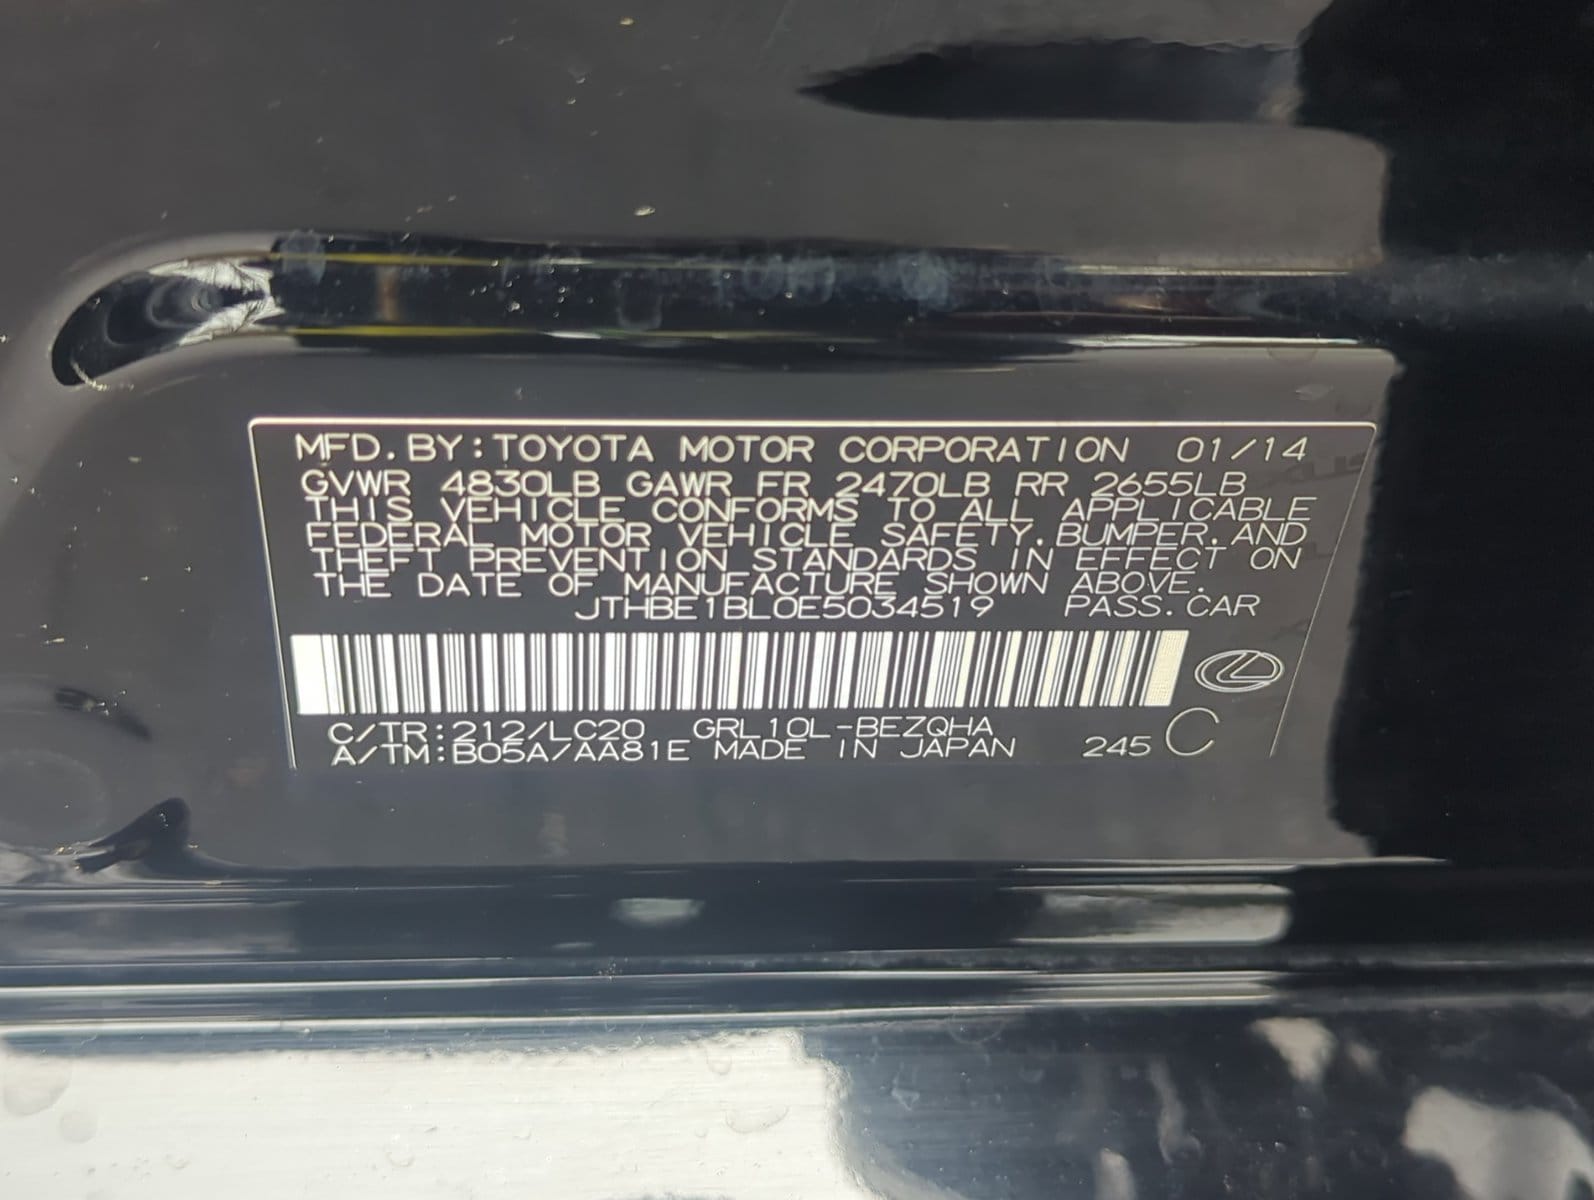 MFD. BY: TOYOTA MOTOR CORPORATION 01/14
GVWR 4830LB GAWR FR 2470LB RR 2655LB
THIS VEHICLE CONFORMS TO ALL APPLICABLE
FEDERAL MOTOR VEHICLE SAFETY, BUMPER, AND
THEFT PREVENTION STANDARDS IN EFFECT ON
THE DATE OF MANUFACTURE SHOWN ABOVE.
JTHBE1BL0E5034519 PASS. CAR
C/TR: 212/LC20 GRL10L-BEZQHA
A/TM: B05A/AA81E MADE IN JAPAN 245 C